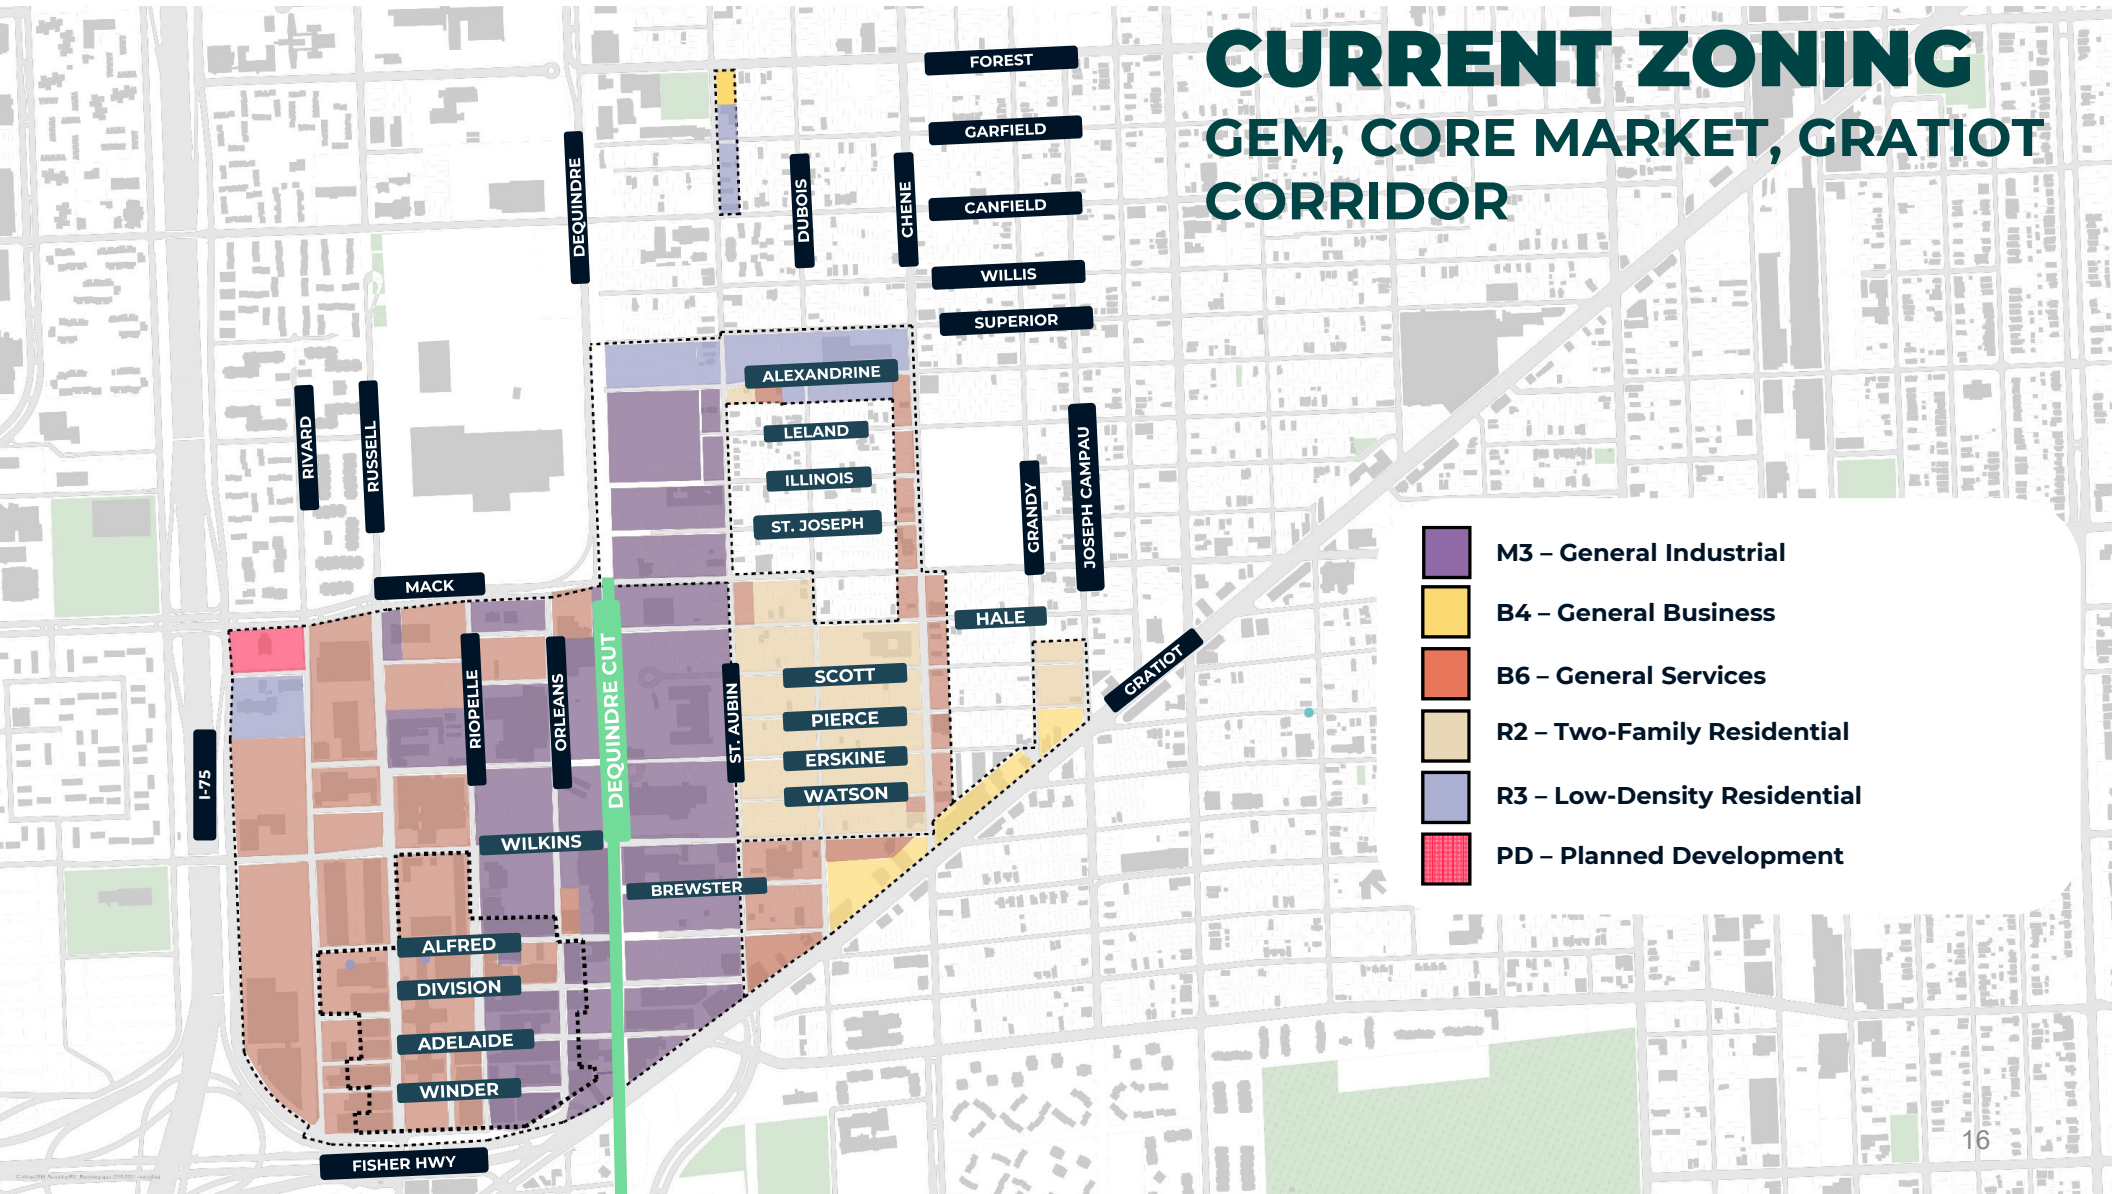 CURRENT ZONING
GEM, CORE MARKET, GRATIOT
CORRIDOR
FOREST
GARFIELD
DEQUINDRE
DUBOIS
CHENE
CANFIELD
WILLIS
SUPERIOR
ALEXANDRINE
RIVARD
RUSSELL
LELAND
ILLINOIS
ST. JOSEPH
GRANDY
JOSEPH CAMPAU
MACK
HALE
GRATIOT
RIOPELLE
ORLEANS
DEQUINDRE CUT
ST. AUBIN
SCOTT
PIERCE
ERSKINE
WATSON
I-75
WILKINS
BREWSTER
ALFRED
DIVISION
ADELAIDE
WINDER
FISHER HWY
M3 – General Industrial
B4 – General Business
B6 – General Services
R2 – Two-Family Residential
R3 – Low-Density Residential
PD – Planned Development
16